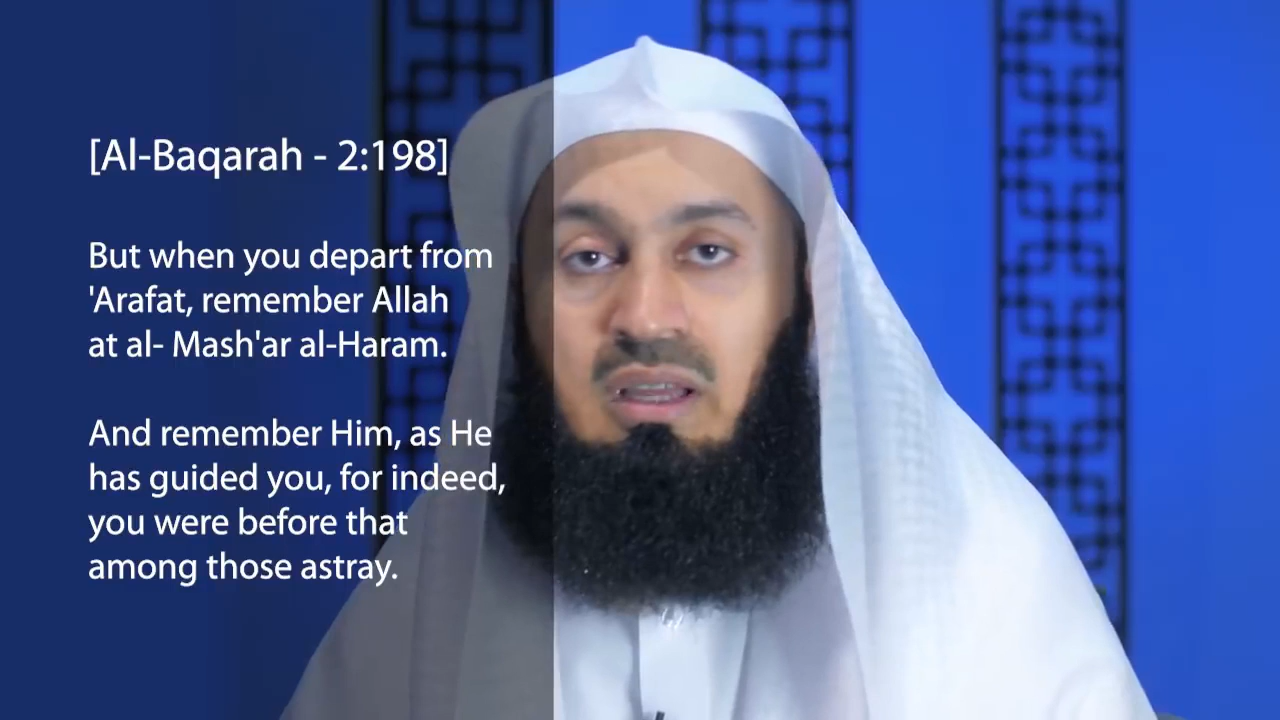 [Al-Baqarah - 2:198]
But when you depart from
'Arafat, remember Allah
at al- Mash'ar al-Haram.
And remember Him, as He
has guided you, for indeed,
you were before that
among those astray.